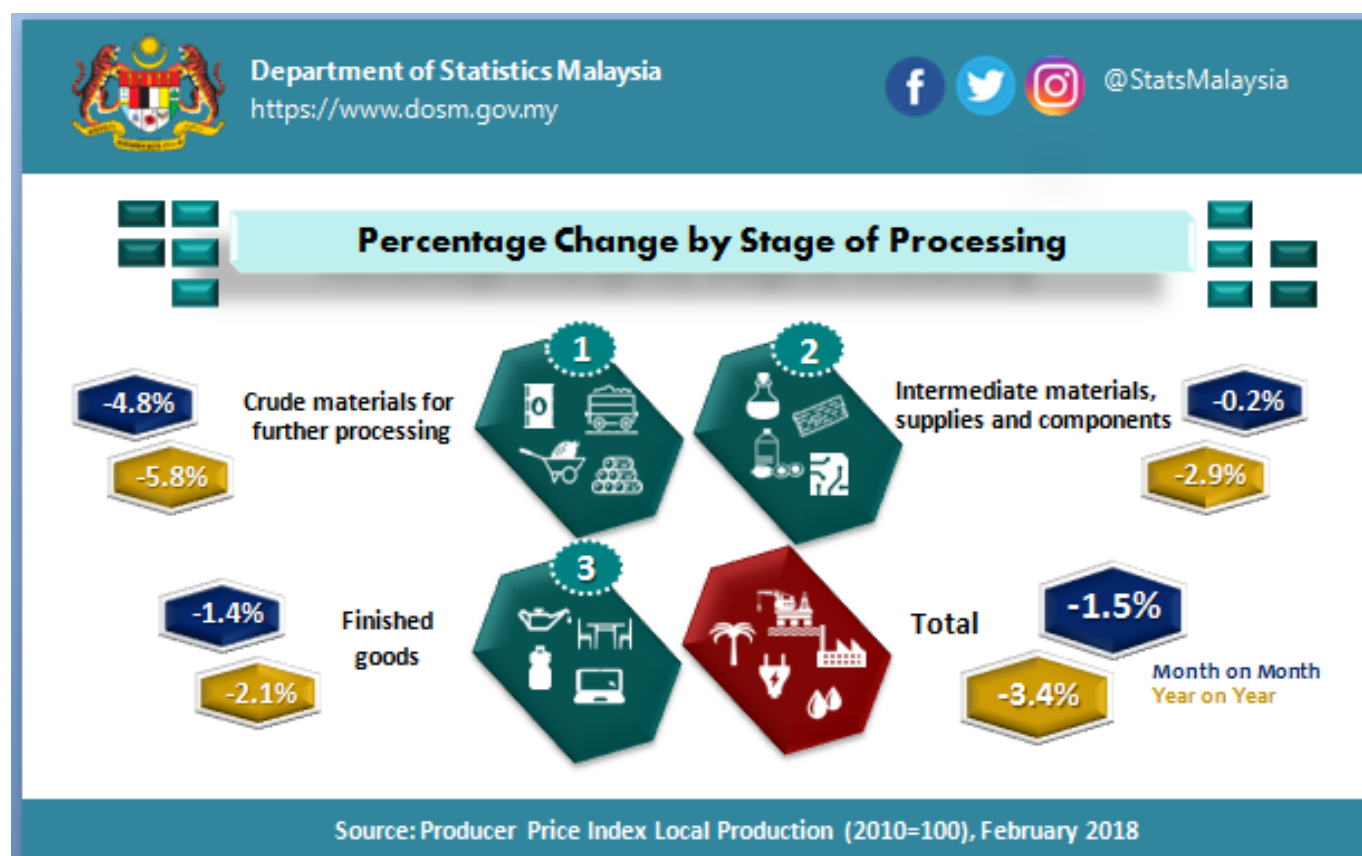 Department of Statistics Malaysia
https://www.dosm.gov.my
@StatsMalaysia
Percentage Change by Stage of Processing
1
-4.8%
-5.8%
Crude materials for
further processing
2
Intermediate materials,
supplies and components
-0.2%
-2.9%
3
-1.4%
-2.1%
Finished
goods
Total
-1.5%
-3.4%
Month on Month
Year on Year
Source: Producer Price Index Local Production (2010=100), February 2018